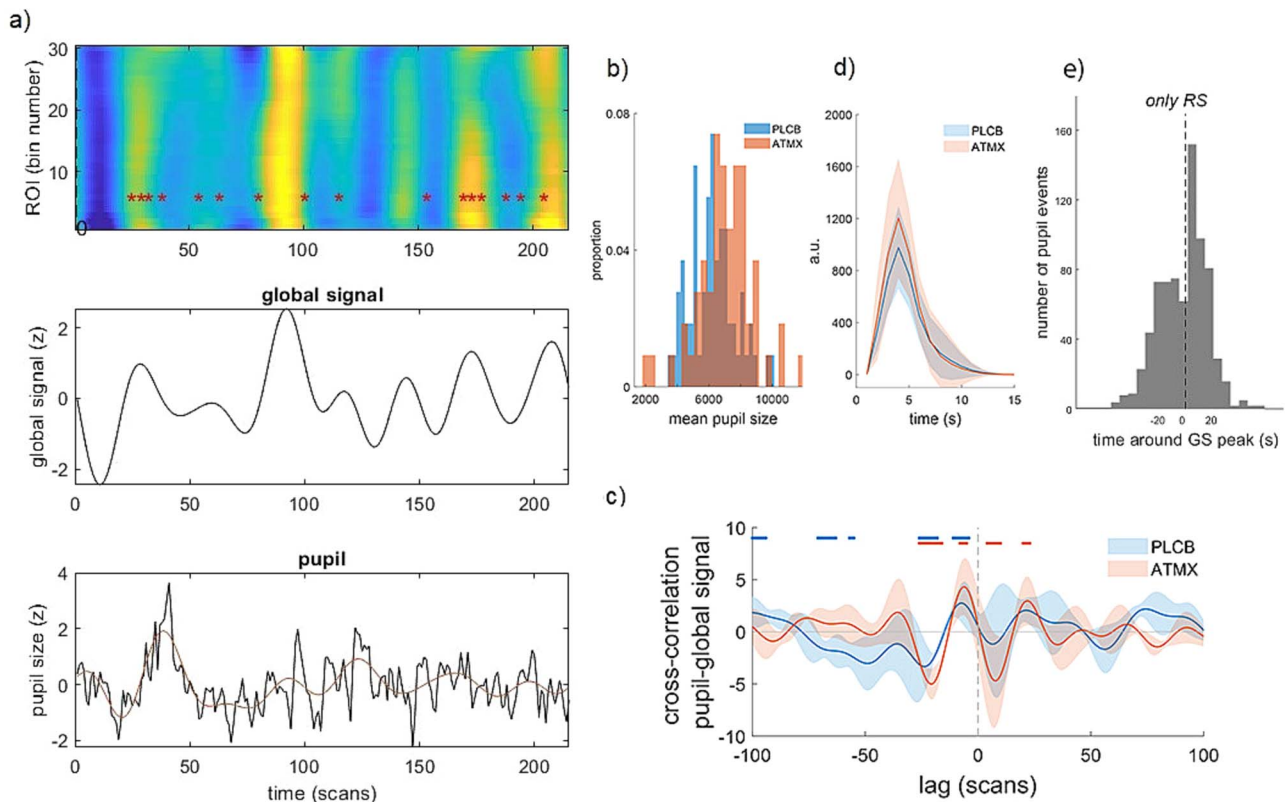 a)
ROI (bin number)
30
20
10
0
* *** * * * * * * *** * * *
50 100 150 200
global signal
global signal (z)
2
0
-2
0 50 100 150 200
pupil
pupil size (z)
4
2
0
-2
0 50 100 150 200
time (scans)
b)
proportion
0.08
0.04
0
PLCB
ATMX
2000 6000 10000
mean pupil size
d)
a.u.
2000
1600
1200
800
400
0
PLCB
ATMX
0 5 10 15
time (s)
e)
only RS
number of pupil events
160
120
80
40
0
-20 0 20
time around GS peak (s)
c)
cross-correlation
pupil-global signal
10
5
0
-5
-10
PLCB
ATMX
-100 -50 0 50 100
lag (scans)